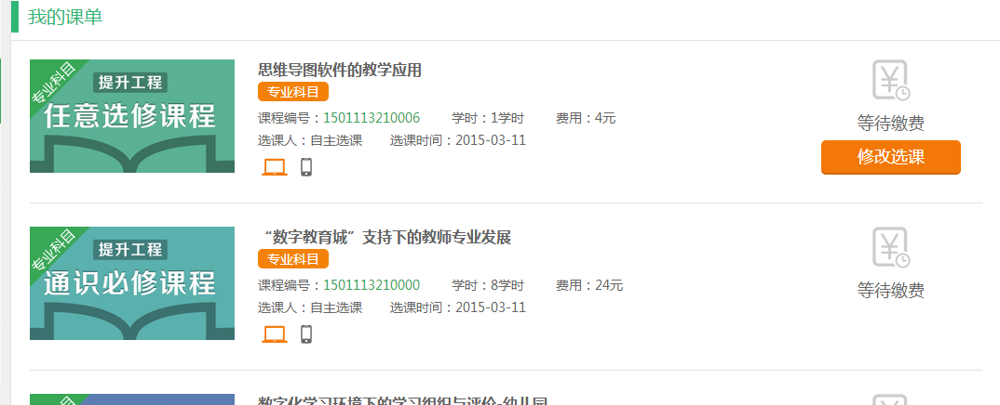 我的课单
专业科目
提升工程
任意选修课程
思维导图软件的教学应用
专业科目
课程编号：1501113210006 学时：1学时 费用：4元
选课人：自主选课 选课时间：2015-03-11
等待缴费
修改选课
专业科目
提升工程
通识必修课程
“数字教育城”支持下的教师专业发展
专业科目
课程编号：1501113210000 学时：8学时 费用：24元
选课人：自主选课 选课时间：2015-03-11
等待缴费
数字化学习环境下的学习组织与评价-幼儿园